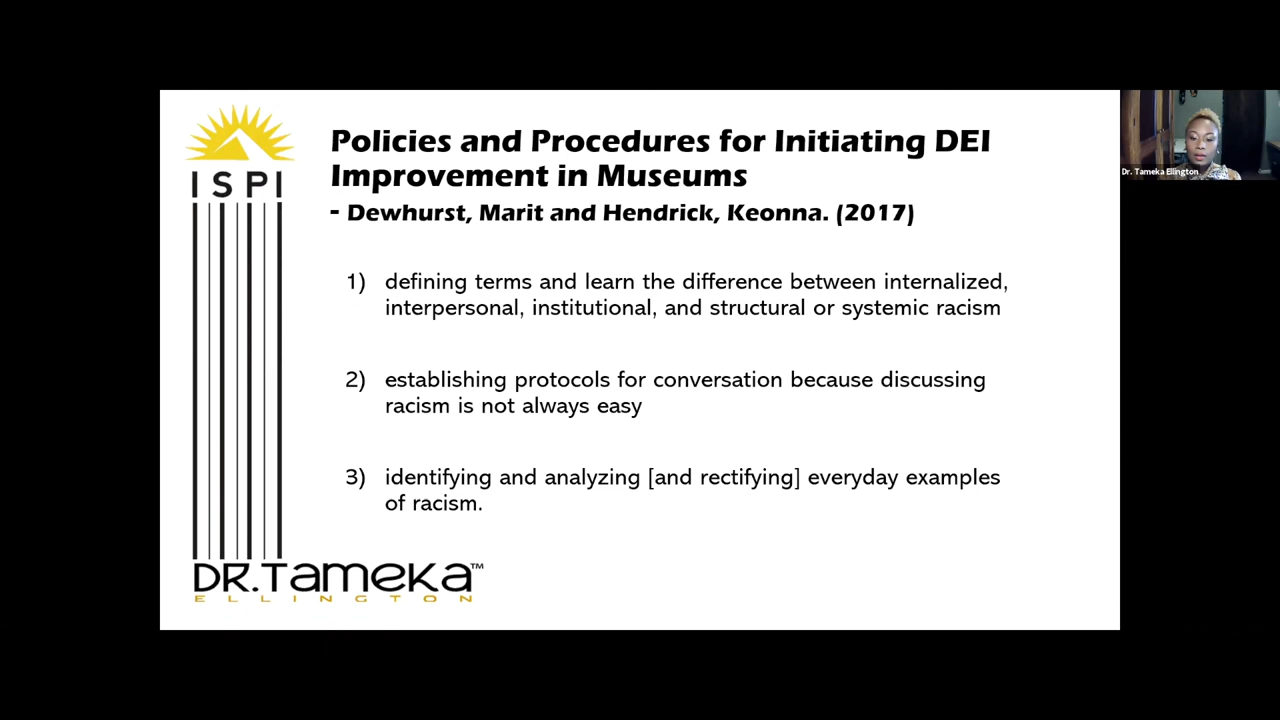 ISPI
Policies and Procedures for Initiating DEI
Improvement in Museums
- Dewhurst, Marit and Hendrick, Keonna. (2017)
1) defining terms and learn the difference between internalized,
interpersonal, institutional, and structural or systemic racism
2) establishing protocols for conversation because discussing
racism is not always easy
3) identifying and analyzing [and rectifying] everyday examples
of racism.
DR.TAMEKA™
ELLINGTON
Dr. Tameka Ellington